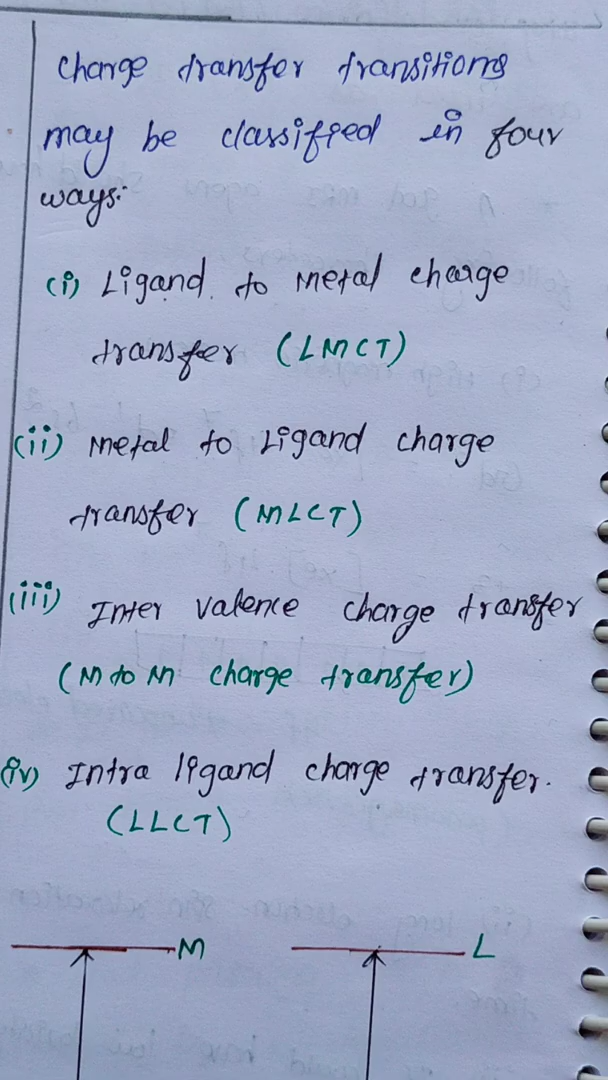 Charge transfer transitions
may be classified in four
ways:
(i) Ligand to metal charge
transfer (LMCT)
(ii) metal to Ligand charge
transfer (MLCT)
(iii) Inter valence charge transfer
(M to M charge transfer)
(iv) Intra ligand charge transfer.
(LLCT)
M L